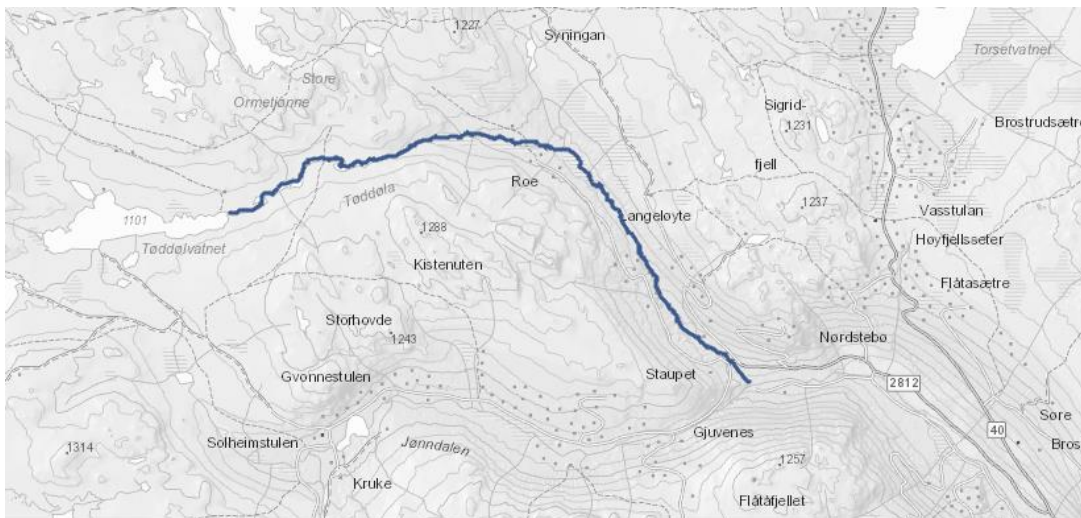 1227
Syningan
Torsetvatnet
Store
Ormetjønne
Sigrid-
1231
Brostrudsætre
fjell
Tøddøla
Roe
1101
Langeløyte
1237
Vasstulan
1288
Tøddølvatnet
Høyfjellsseter
Kistenuten
Flåtasætre
Storhovde
1243
Nørdstebø
Gvonnestulen
Staupet
2812
Søre
40
Gjuvenes
Solheimstulen
Jønndalen
Bros
1314
1257
Kruke
Flåtåfjellet